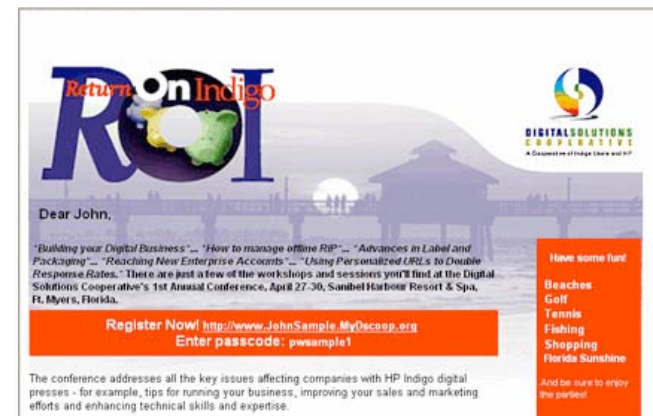 Return On Indigo
ROI
DIGITALSOLUTIONS
COOPERATIVE
A Cooperative of Indigo Users and HP
Dear John,
"Building your Digital Business"... "How to manage offline RIP"... "Advances in Label and
Packaging"... "Reaching New Enterprise Accounts"... "Using Personalized URLs to Double
Response Rates." There are just a few of the workshops and sessions you'll find at the Digital
Solutions Cooperative's 1st Annual Conference, April 27-30, Sanibel Harbour Resort & Spa,
Ft. Myers, Florida.
Register Now! http://www.JohnSample.MyDscoop.org
Enter passcode: pwsample1
The conference addresses all the key issues affecting companies with HP Indigo digital
presses - for example, tips for running your business, improving your sales and marketing
efforts and enhancing technical skills and expertise.
Have some fun!
Beaches
Golf
Tennis
Fishing
Shopping
Florida Sunshine
And be sure to enjoy
the parties!